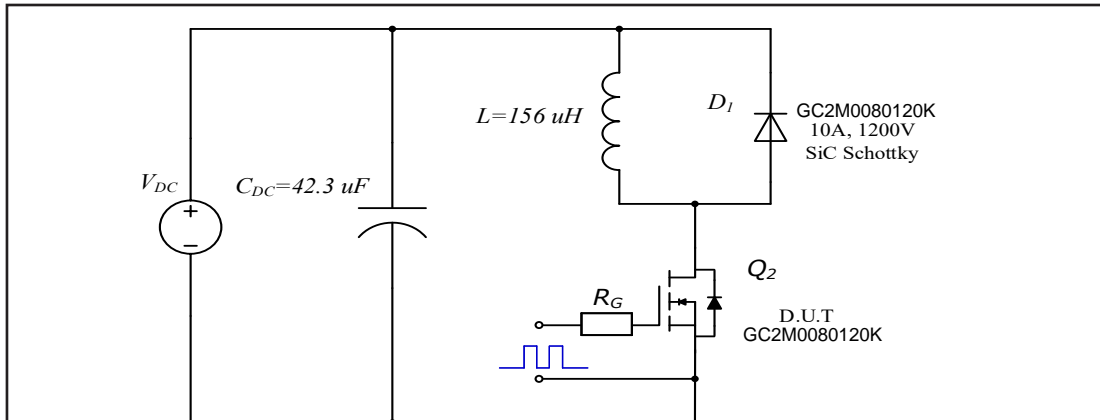 L=156 uH
D1
GC2M0080120K
10A, 1200V
SiC Schottky
VDC
CDC=42.3 uF
+
−
Q2
RG
D.U.T
GC2M0080120K